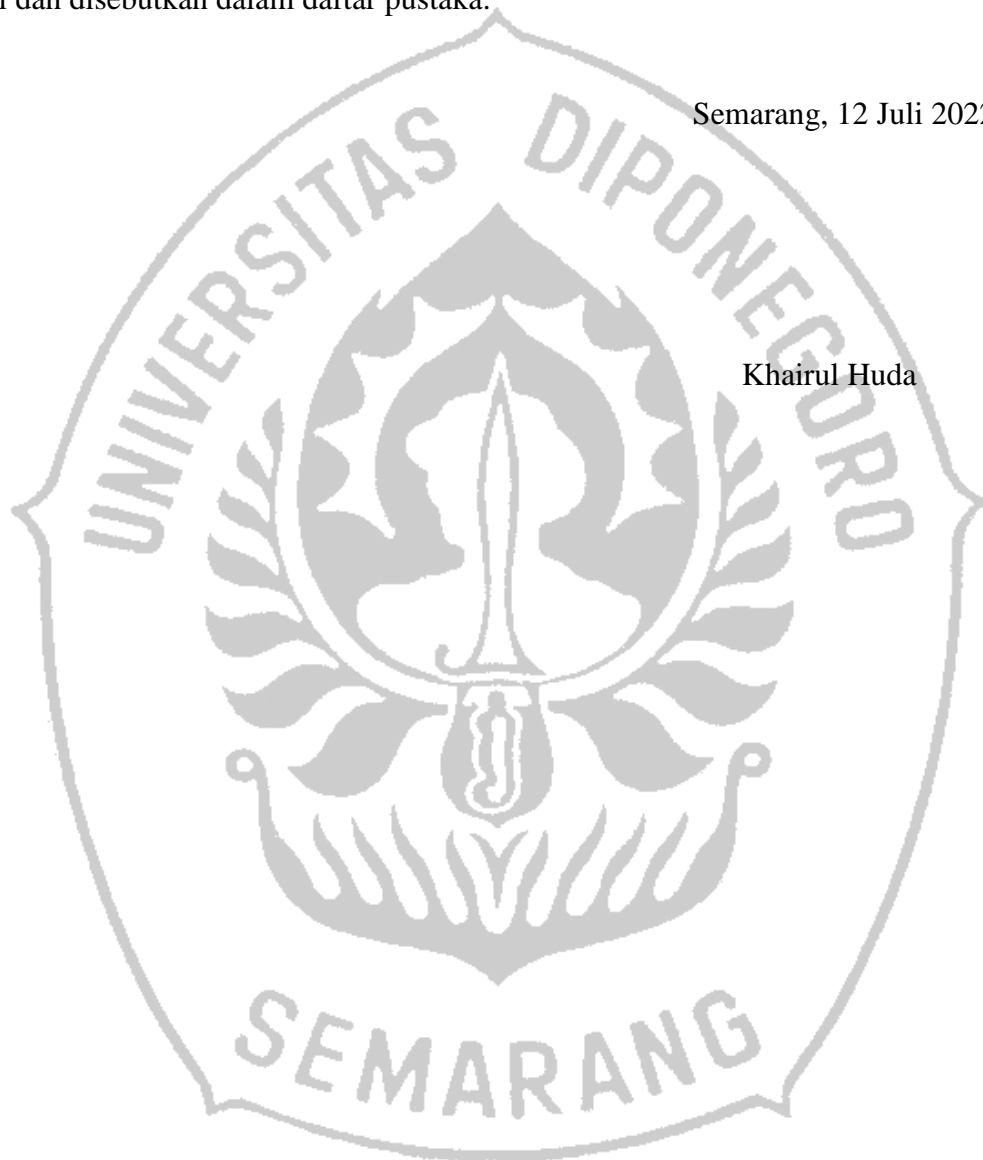 dan disebutkan dalam daftar pustaka.
Semarang, 12 Juli 2022
Khairul Huda
UNIVERSITAS DIPONEGORO
SEMARANG